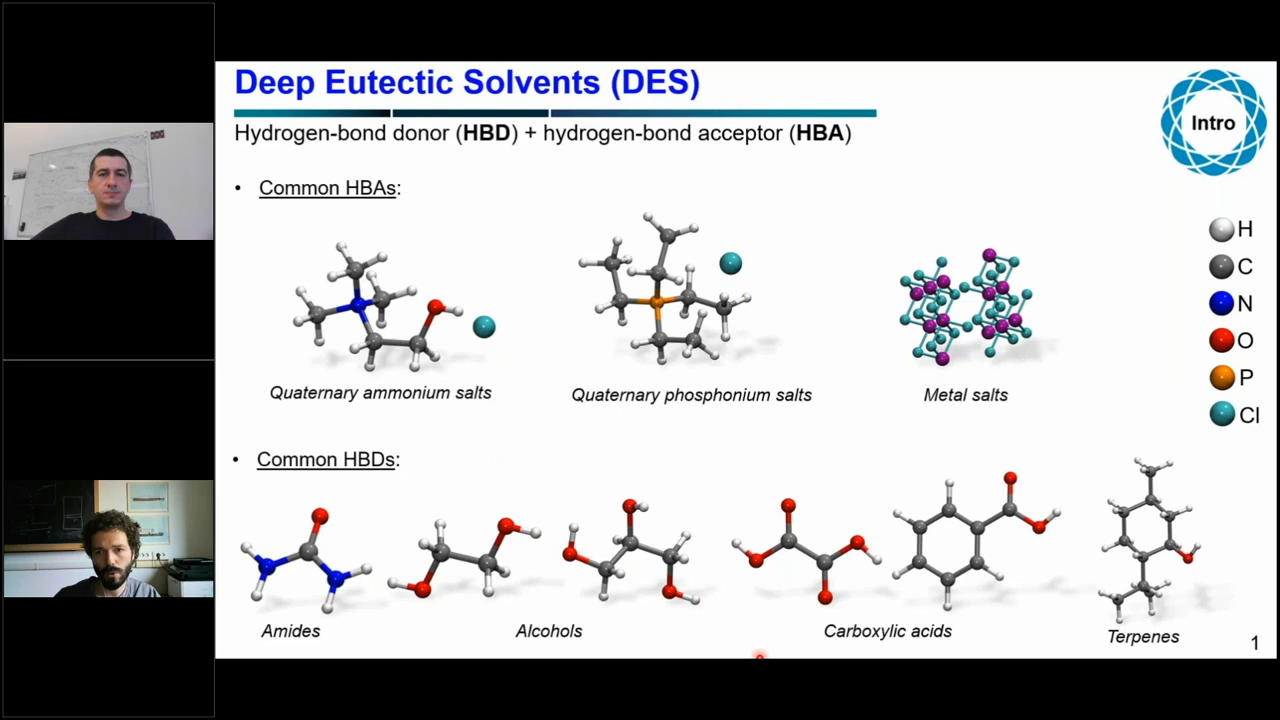 Deep Eutectic Solvents (DES)
Intro
Hydrogen-bond donor (HBD) + hydrogen-bond acceptor (HBA)
• Common HBAs:
H
C
N
O
P
Cl
Quaternary ammonium salts
Quaternary phosphonium salts
Metal salts
• Common HBDs:
Amides
Alcohols
Carboxylic acids
Terpenes
1